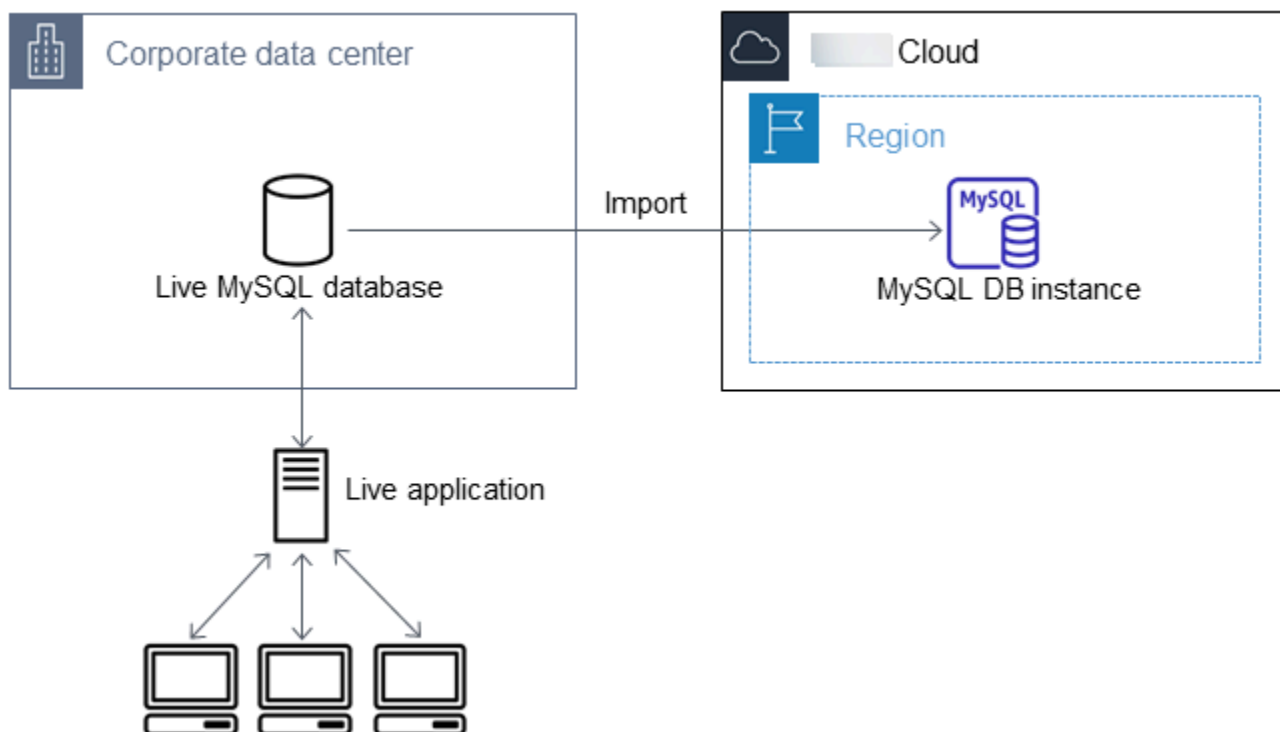 Corporate data center
Cloud
Region
Import
MySQL
Live MySQL database
MySQL DB instance
Live application